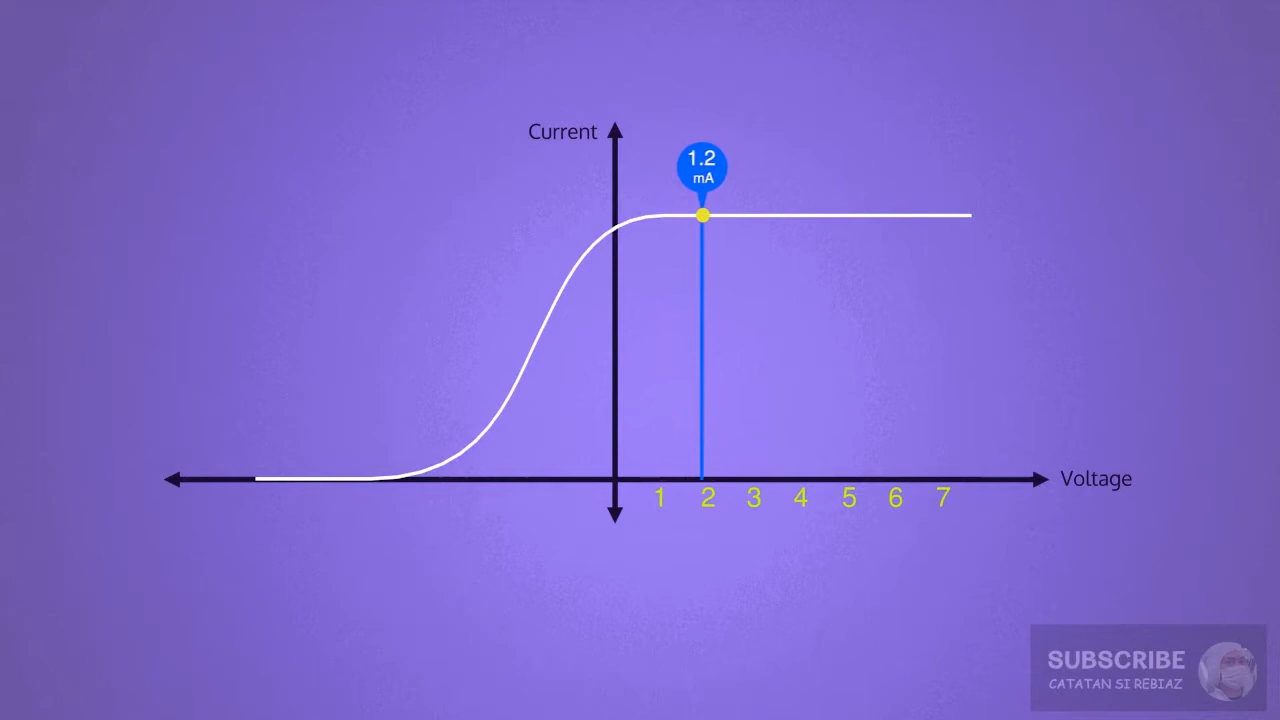 Current
1.2
mA
Voltage
1 2 3 4 5 6 7
SUBSCRIBE
CATATAN SI REBIAZ